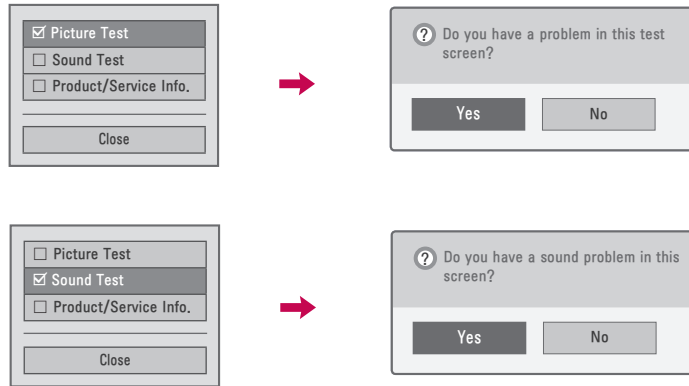 ☑ Picture Test
☐ Sound Test
☐ Product/Service Info.
Close
? Do you have a problem in this test
screen?
Yes No
☐ Picture Test
☑ Sound Test
☐ Product/Service Info.
Close
? Do you have a sound problem in this
screen?
Yes No